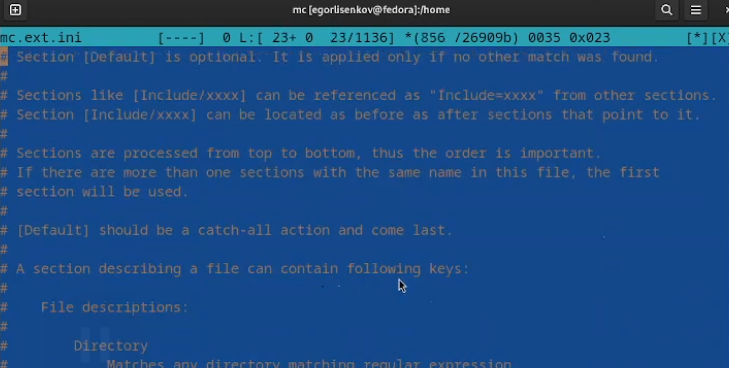 mc [egorlisenkov@fedora]:/home
mc.ext.ini [----] 0 L:[ 23+ 0 23/1136] *(856 /26909b) 0035 0x023 [*][X
# Section [Default] is optional. It is applied only if no other match was found.
#
# Sections like [Include/xxxx] can be referenced as "Include=xxxx" from other sections.
# Section [Include/xxxx] can be located as before as after sections that point to it.
#
# Sections are processed from top to bottom, thus the order is important.
# If there are more than one sections with the same name in this file, the first
# section will be used.
#
# [Default] should be a catch-all action and come last.
#
# A section describing a file can contain following keys:
#
# File descriptions:
#
# Directory
# Matches any directory matching regular expression